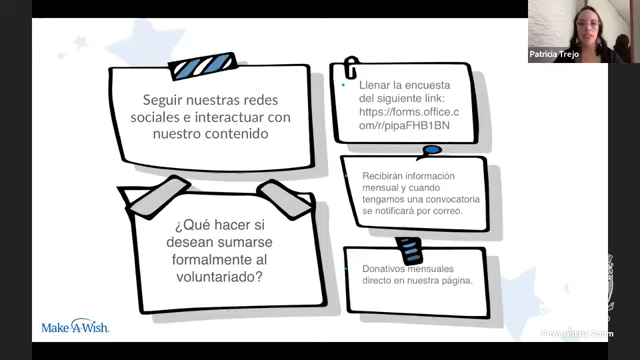 Patricia Trejo
Seguir nuestras redes
sociales e interactuar con
nuestro contenido
Llenar la encuesta
del siguiente link:
https://forms.office.c
om/r/pipaFHB1BN
Recibirán información
mensual y cuando
tengamos una convocatoria
se notificará por correo.
¿Qué hacer si
desean sumarse
formalmente al
voluntariado?
Donativos mensuales
directo en nuestra página.
Make-A-Wish.
Powered by Zoom